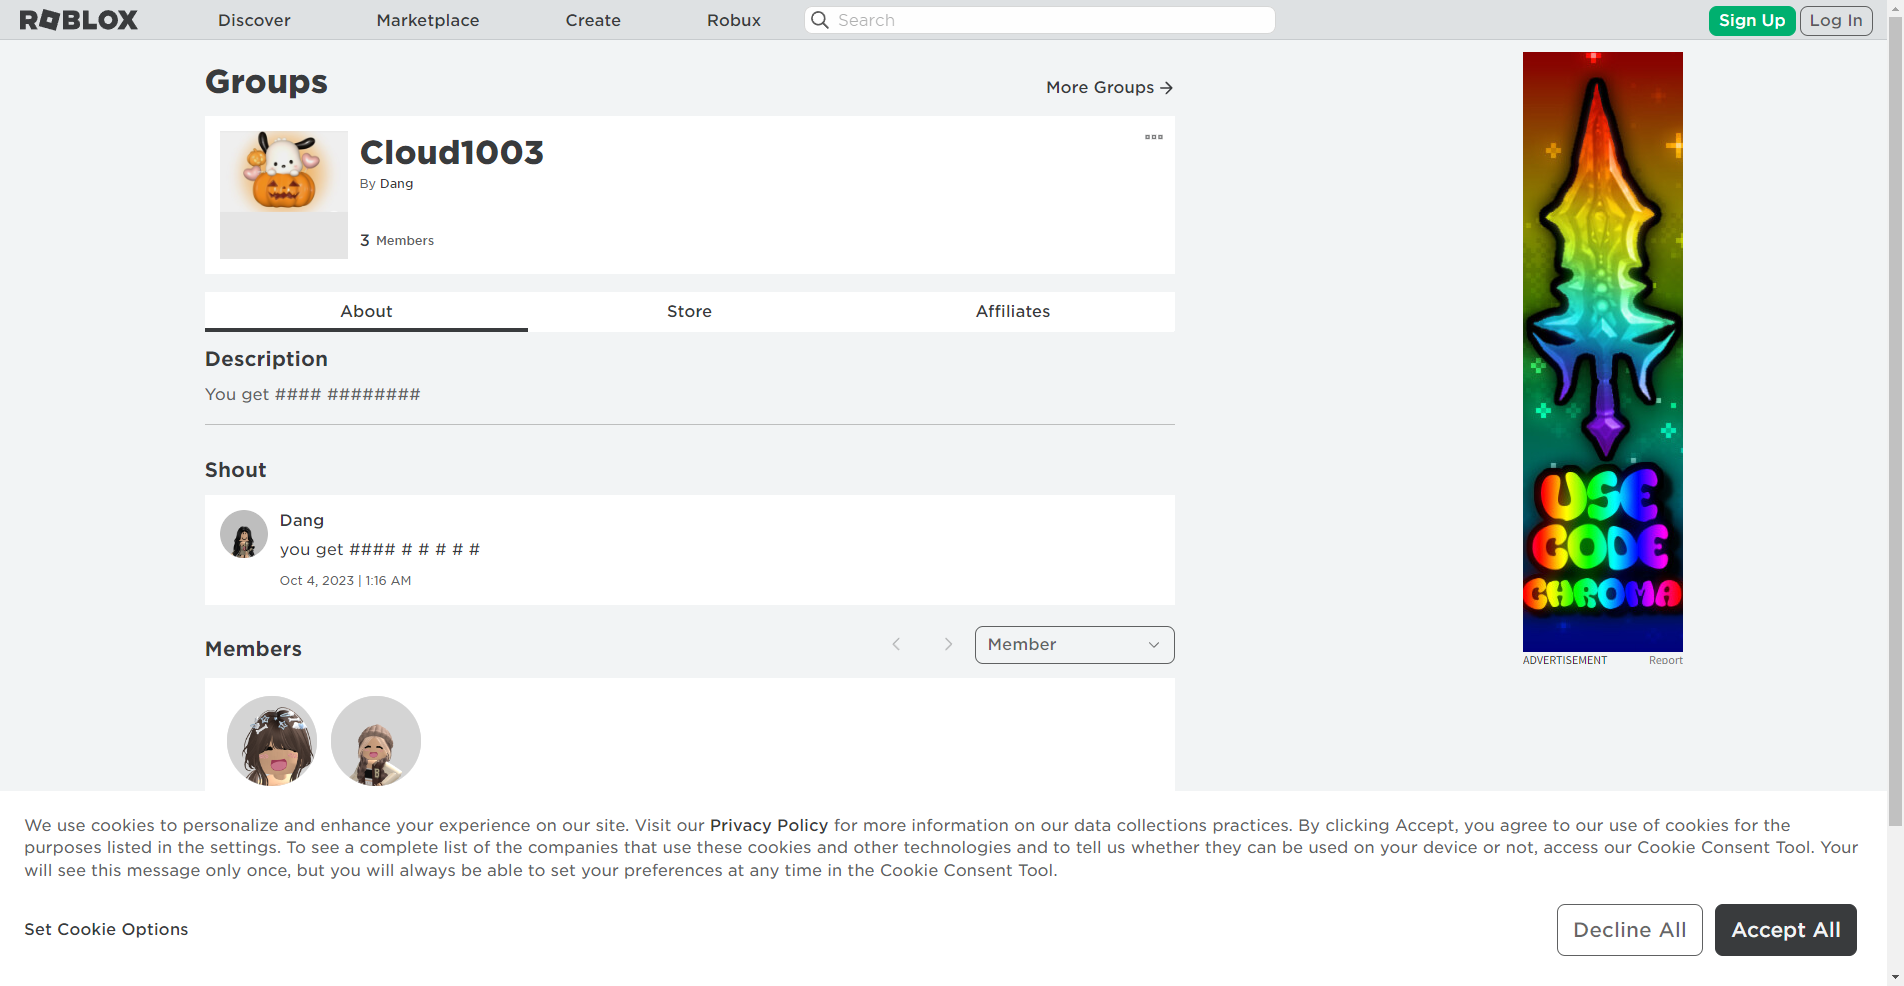 ROBLOX
Discover
Marketplace
Create
Robux
Search
Sign Up
Log In
Groups
More Groups
Cloud1003
By Dang
3 Members
About
Store
Affiliates
Description
You get #### ########
Shout
Dang
you get #### # # # # #
Oct 4, 2023 | 1:16 AM
Members
Member
USE
CODE
CHROMA
ADVERTISEMENT
Report
We use cookies to personalize and enhance your experience on our site. Visit our Privacy Policy for more information on our data collections practices. By clicking Accept, you agree to our use of cookies for the
purposes listed in the settings. To see a complete list of the companies that use these cookies and other technologies and to tell us whether they can be used on your device or not, access our Cookie Consent Tool. Your
will see this message only once, but you will always be able to set your preferences at any time in the Cookie Consent Tool.
Set Cookie Options
Decline All
Accept All